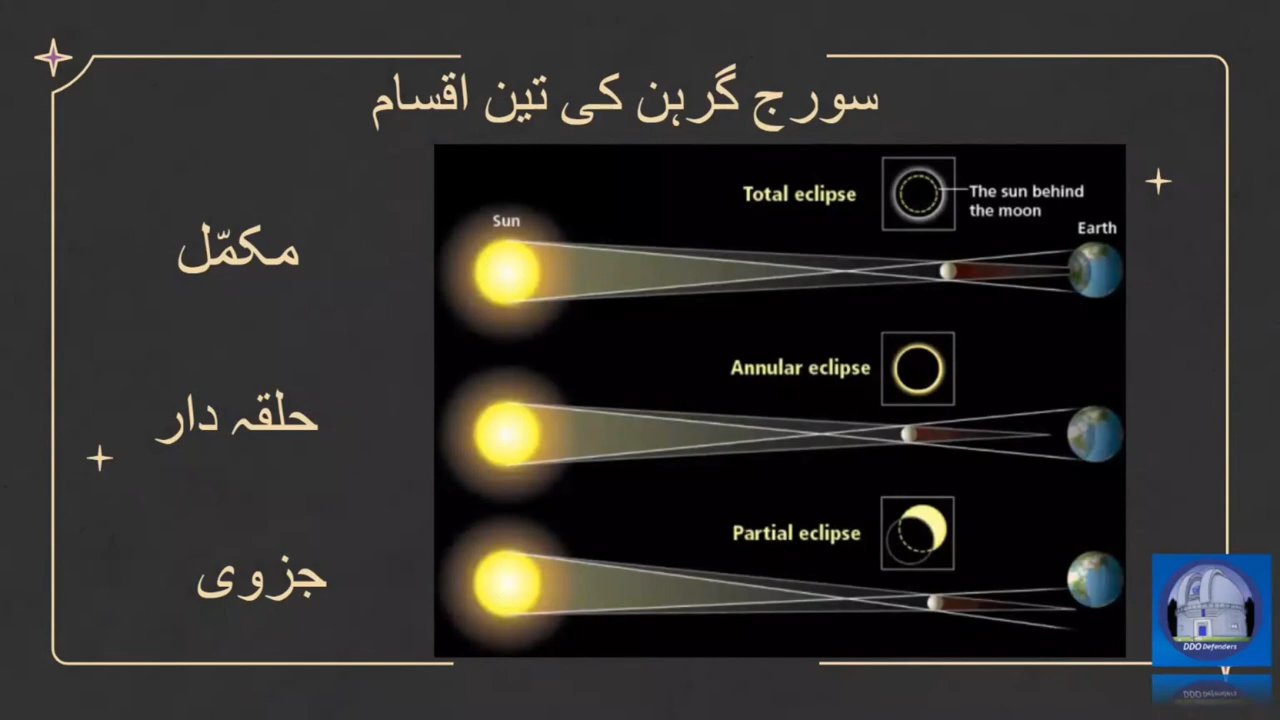 سورج گرہن کی تین اقسام
Total eclipse
The sun behind
the moon
Sun
Earth
مکمّل
Annular eclipse
حلقہ دار
Partial eclipse
جزوی
DDO Defenders